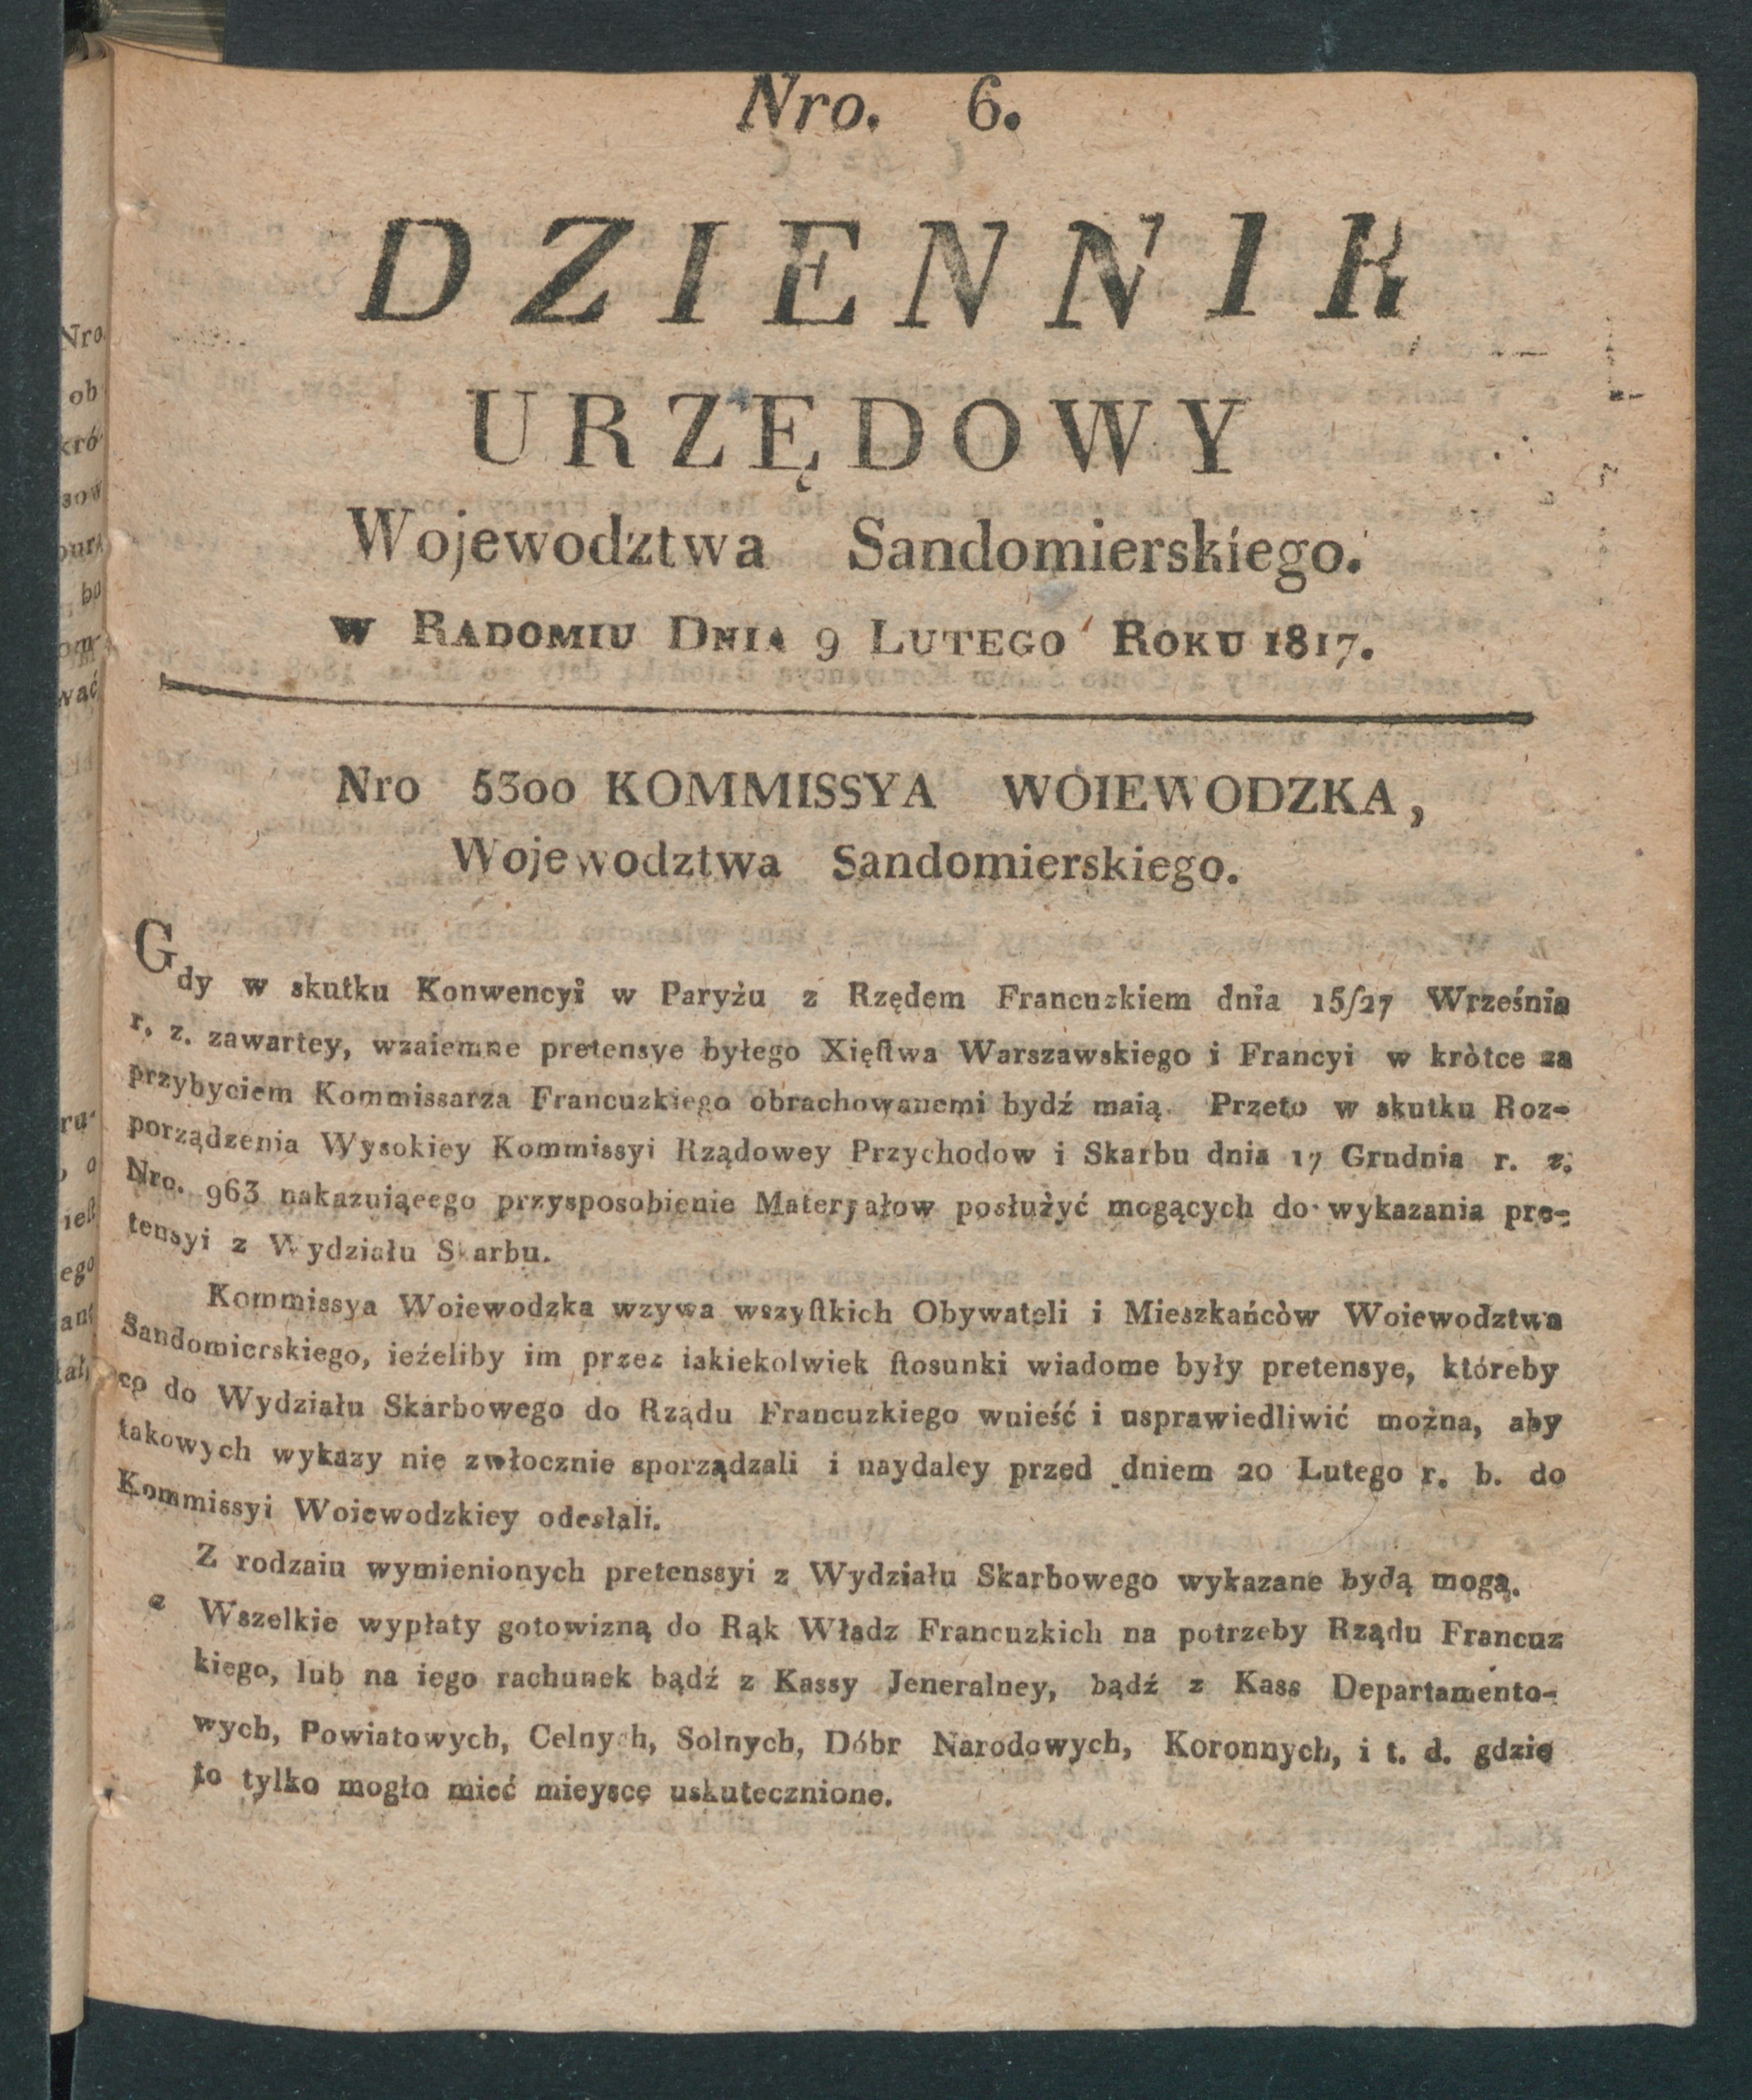 Nro. 6.
DZIENNIK
URZĘDOWY
Wojewodztwa Sandomierskiego.
w Radomiu Dnia 9 Lutego Roku 1817.
Nro 5300 KOMMISSYA WOIEWODZKA,
Wojewodztwa Sandomierskiego.
Gdy w skutku Konwencyi w Paryżu z Rzędem Francuzkiem dnia 15/27 Września
r. z. zawartey, wzaiemne pretensye byłego Xięſtwa Warszawskiego i Francyi w kròtce za
przybyciem Kommissarza Francuzkiego obrachowanemi bydź maią. Przeto w skutku Roz-
porządzenia Wysokiey Kommissyi Rządowey Przychodow i Skarbu dnia 17 Grudnia r. z.
Nro. 963 nakazuiąeego przysposobienie Materyałow posłużyć mogących do wykazania pre-
tensyi z Wydziału Skarbu.
Kommissya Woiewodzka wzywa wszyſtkich Obywateli i Mieszkańcòw Woiewodztwa
Sandomierskiego, ieżeliby im przez iakiekolwiek ſtosunki wiadome były pretensye, któreby
co do Wydziału Skarbowego do Rządu Francuzkiego wnieść i usprawiedliwić można, aby
takowych wykazy nie zwłocznie sporządzali i naydaley przed dniem 20 Lutego r. b. do
Kommissyi Woiewodzkiey odesłali.
Z rodzaiu wymienionych pretenssyi z Wydziału Skarbowego wykazane bydą mogą.
a Wszelkie wypłaty gotowizną do Rąk Władz Francuzkich na potrzeby Rządu Francuz
kiego, lub na iego rachunek bądź z Kassy Jeneralney, bądź z Kass Departamento-
wych, Powiatowych, Celnych, Solnych, Dóbr Narodowych, Koronnych, i t. d. gdzie
to tylko mogło mieć mieysce uskutecznione.